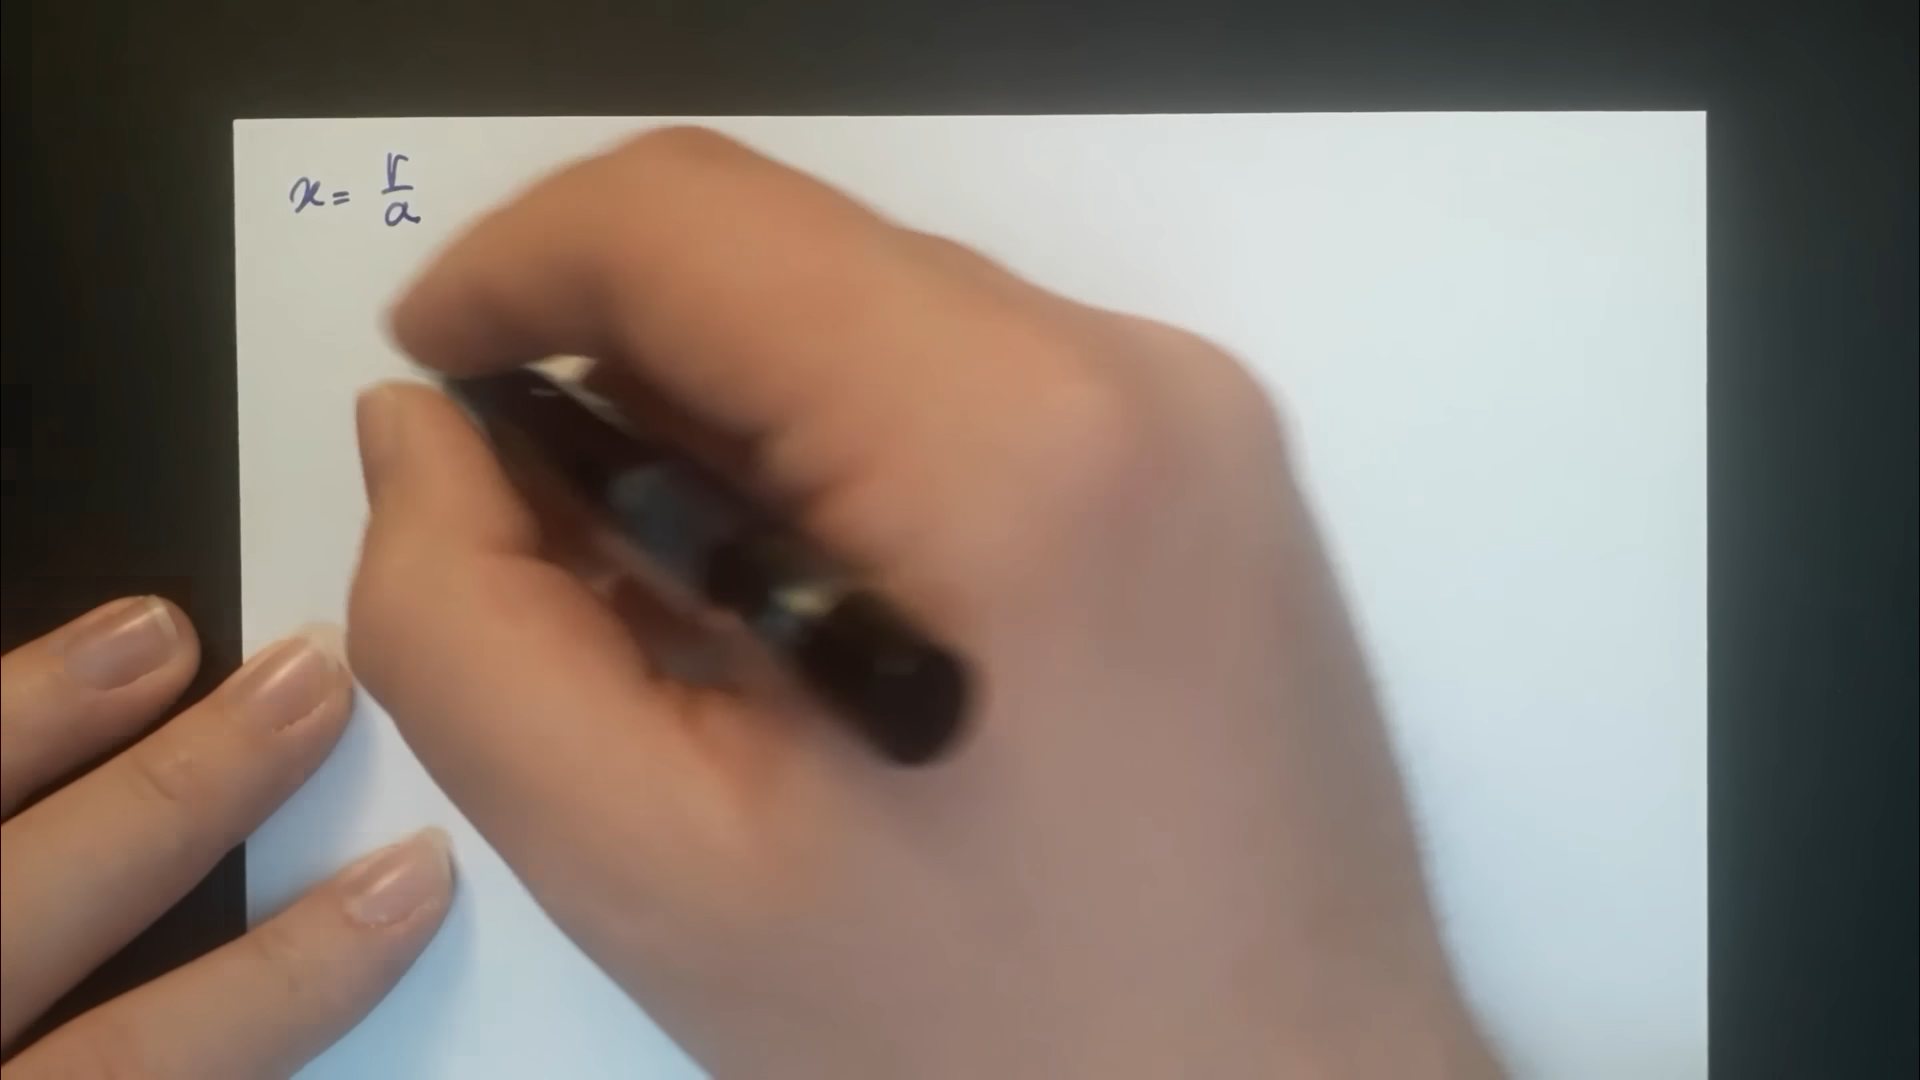 x = r/a